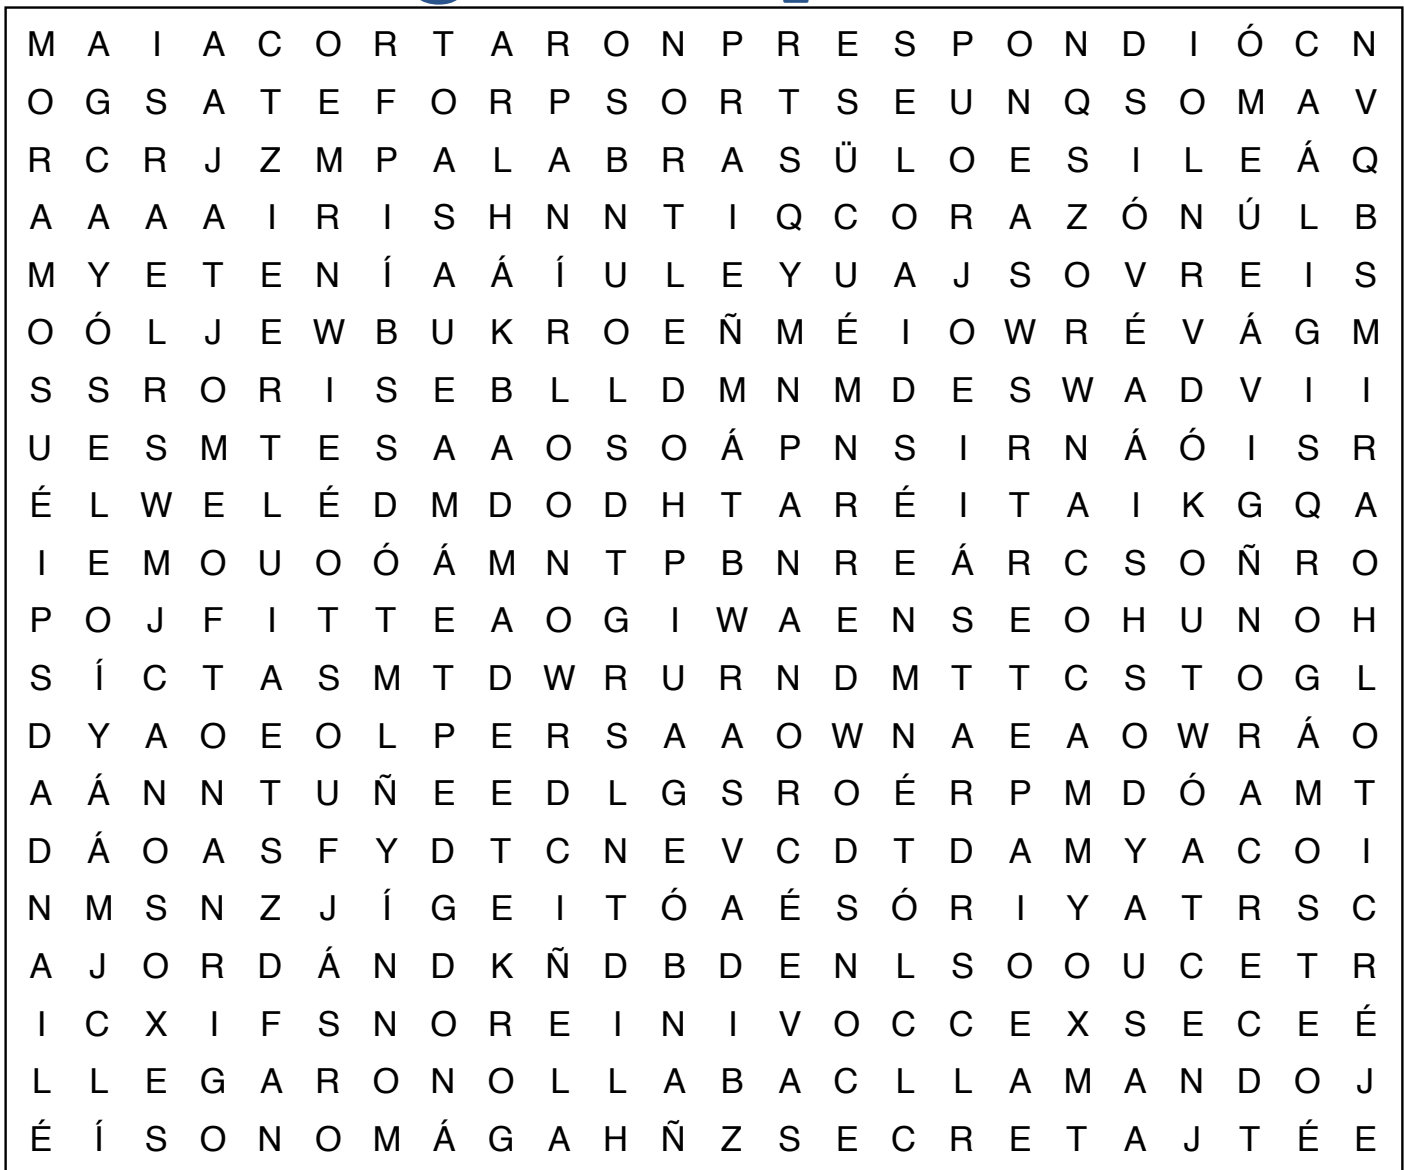 M A I A C O R T A R O N P R E S P O N D I Ó C N
O G S A T E F O R P S O R T S E U N Q S O M A V
R C R J Z M P A L A B R A S Ü L O E S I L E Á Q
A A A A I R I S H N N T I Q C O R A Z Ó N Ú L B
M Y E T E N Í A Á Í U L E Y U A J S O V R E I S
O Ó L J E W B U K R O E Ñ M É I O W R É V Á G M
S S R O R I S E B L L D M N M D E S W A D V I I
U E S M T E S A A O S O Á P N S I R N Á Ó I S R
É L W E L É D M D O D H T A R É I T A I K G Q A
I E M O U O Ó Á M N T P B N R E Á R C S O Ñ R O
P O J F I T T E A O G I W A E N S E O H U N O H
S Í C T A S M T D W R U R N D M T T C S T O G L
D Y A O E O L P E R S A A O W N A E A O W R Á O
A Á N N T U Ñ E E D L G S R O É R P M D Ó A M T
D Á O A S F Y D T C N E V C D T D A M Y A C O I
N M S N Z J Í G E I T Ó A É S Ó R I Y A T R S C
A J O R D Á N D K Ñ D B D E N L S O O U C E T R
I C X I F S N O R E I N I V O C C E X S E C E É
L L E G A R O N O L L A B A C L L A M A N D O J
É Í S O N O M Á G A H Ñ Z S E C R E T A J T É E